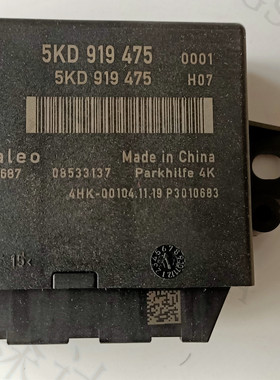 5KD 919 475 0001
5KD 919 475 H07
aleo Made in China
687 08533137 Parkhilfe 4K
4HK-00104.11.19 P3010683
15K